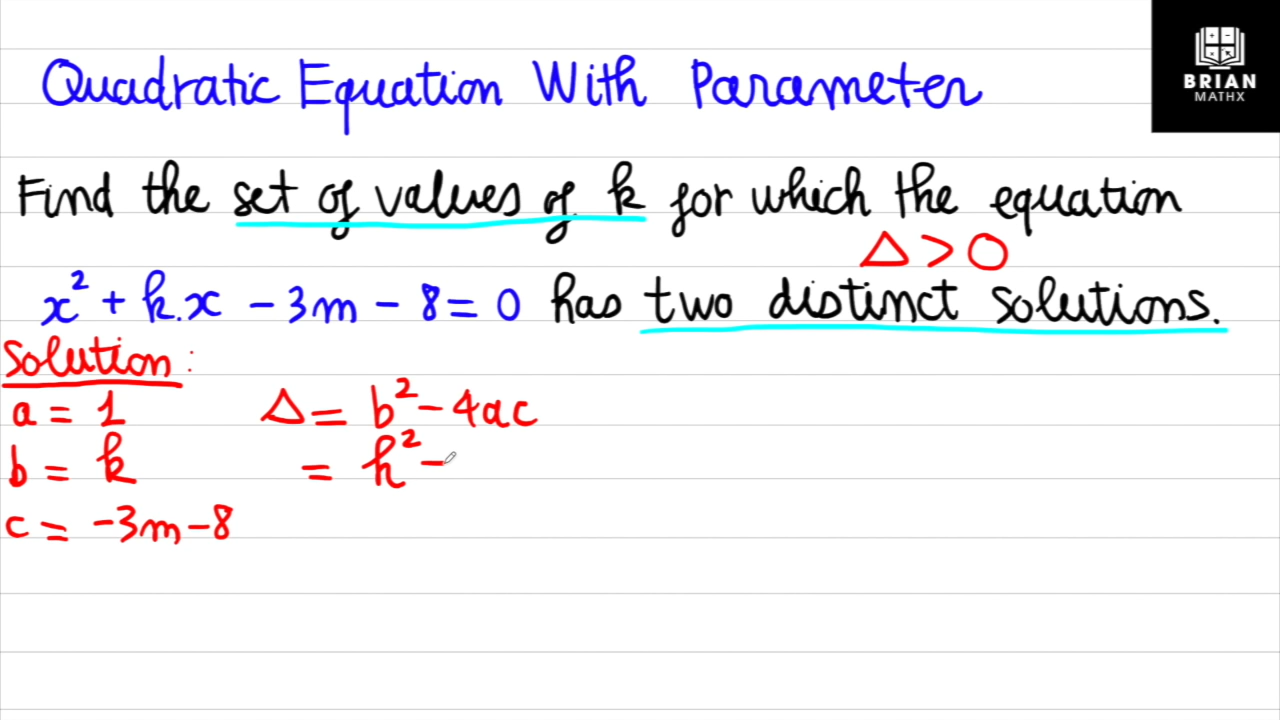 BRIAN
MATHX
Quadratic Equation With Parameter
Find the set of values of k for which the equation
Δ > 0
x² + k.x - 3m - 8 = 0 has two distinct solutions.
Solution:
a = 1
Δ = b² - 4ac
b = k
= k² -
c = -3m - 8